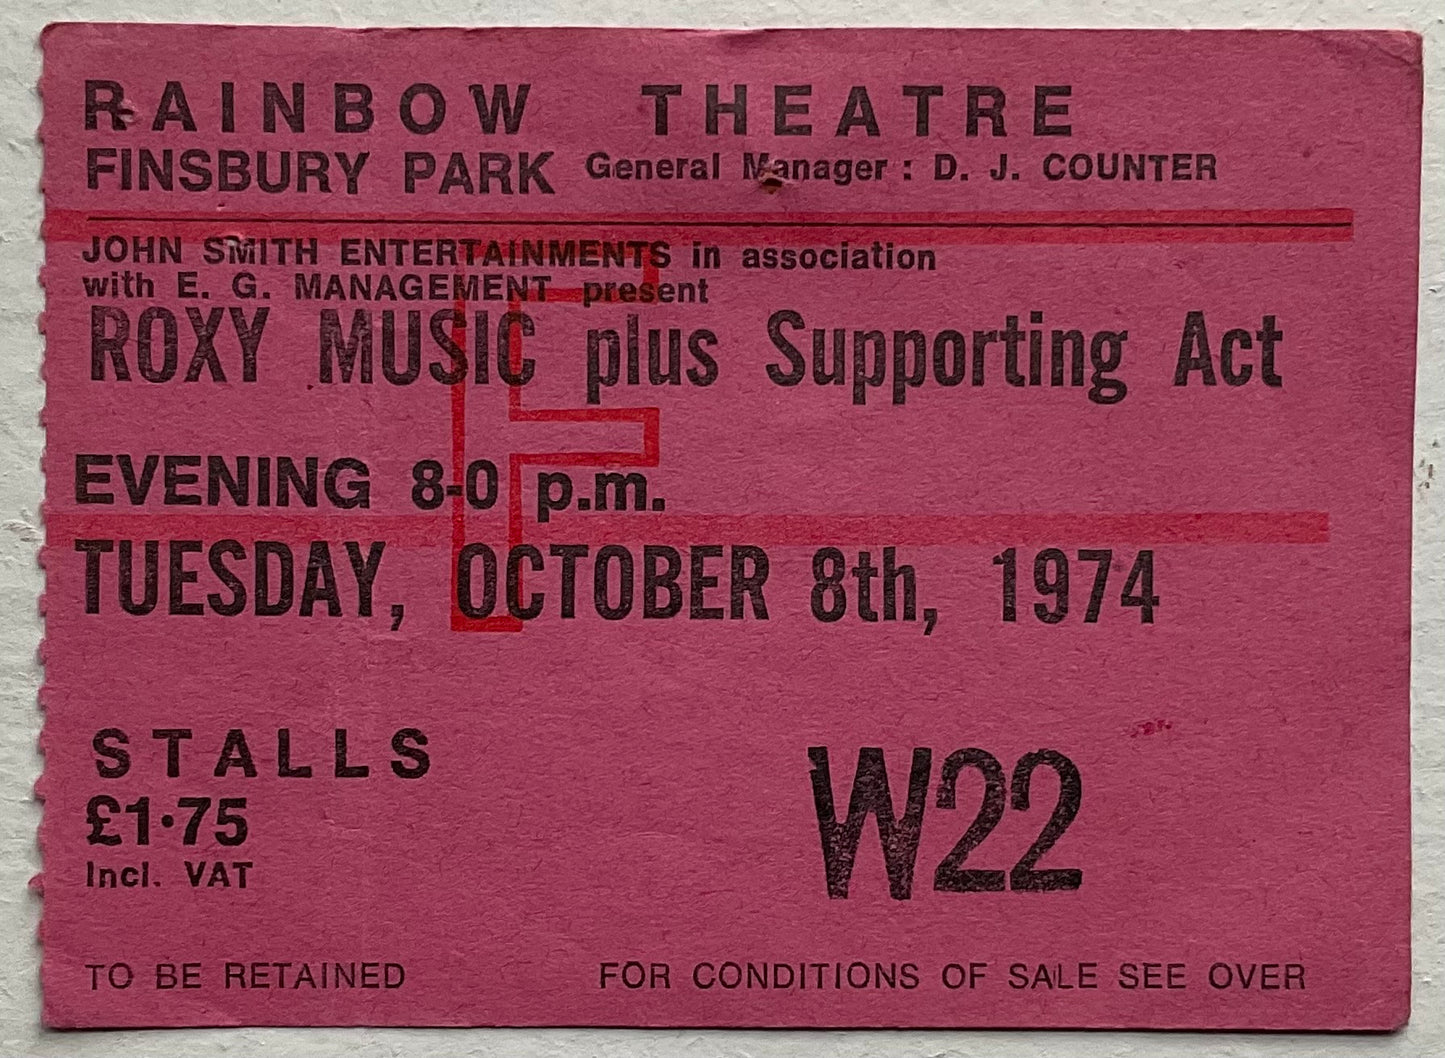 RAINBOW THEATRE
FINSBURY PARK General Manager : D. J. COUNTER
JOHN SMITH ENTERTAINMENTS in association
with E. G. MANAGEMENT present
ROXY MUSIC plus Supporting Act
EVENING 8-0 p.m.
TUESDAY, OCTOBER 8th, 1974
F
STALLS
£1·75
Incl. VAT
W22
TO BE RETAINED FOR CONDITIONS OF SALE SEE OVER